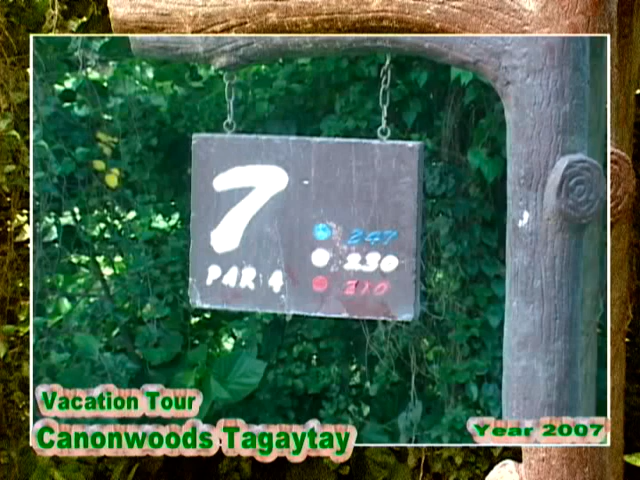 7
PAR 4
247
230
210
Vacation Tour
Canonwoods Tagaytay
Year 2007